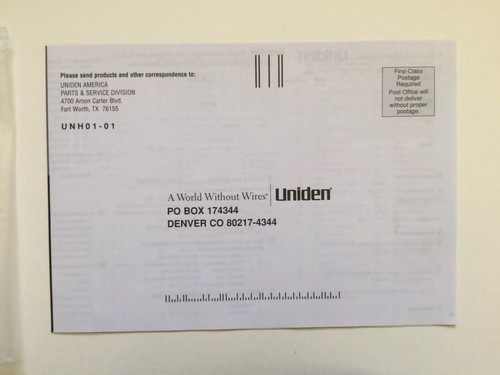 Please send products and other correspondence to:
UNIDEN AMERICA
PARTS & SERVICE DIVISION
4700 Amon Carter Blvd.
Fort Worth, TX 76155
UNH01-01
First-Class
Postage
Required
Post Office will
not deliver
without proper
postage.
A World Without Wires® Uniden®
PO BOX 174344
DENVER CO 80217-4344